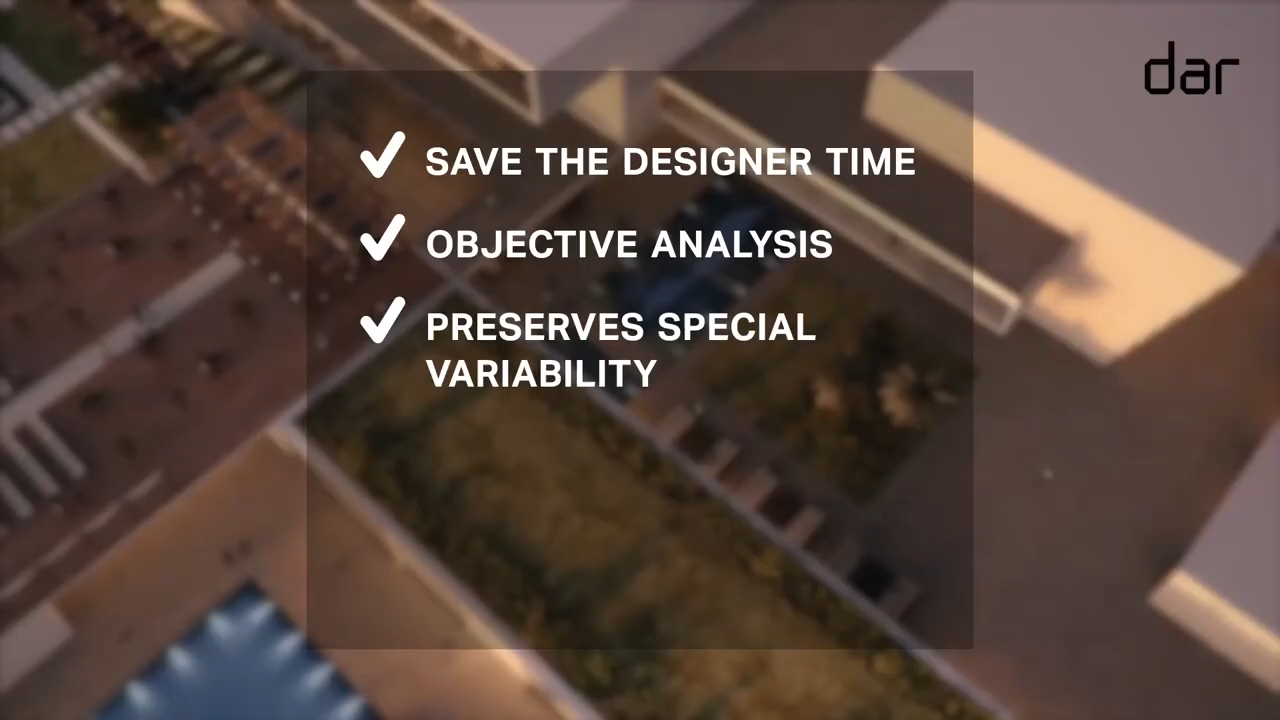 dar
SAVE THE DESIGNER TIME
OBJECTIVE ANALYSIS
PRESERVES SPECIAL
VARIABILITY